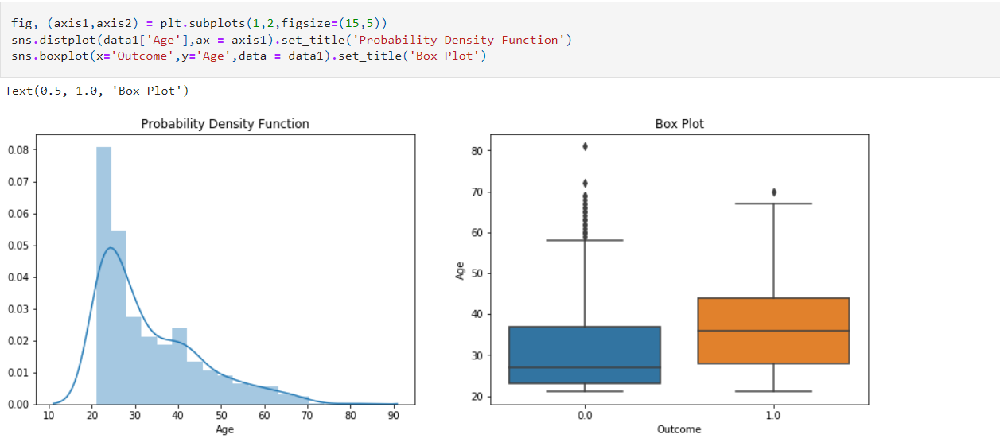 fig, (axis1,axis2) = plt.subplots(1,2,figsize=(15,5))
sns.distplot(data1['Age'],ax = axis1).set_title('Probability Density Function')
sns.boxplot(x='Outcome',y='Age',data = data1).set_title('Box Plot')
Text(0.5, 1.0, 'Box Plot')
Probability Density Function
0.08
0.07
0.06
0.05
0.04
0.03
0.02
0.01
0.00
10 20 30 40 50 60 70 80 90
Age
Box Plot
80
70
60
50
40
30
20
Age
0.0 1.0
Outcome